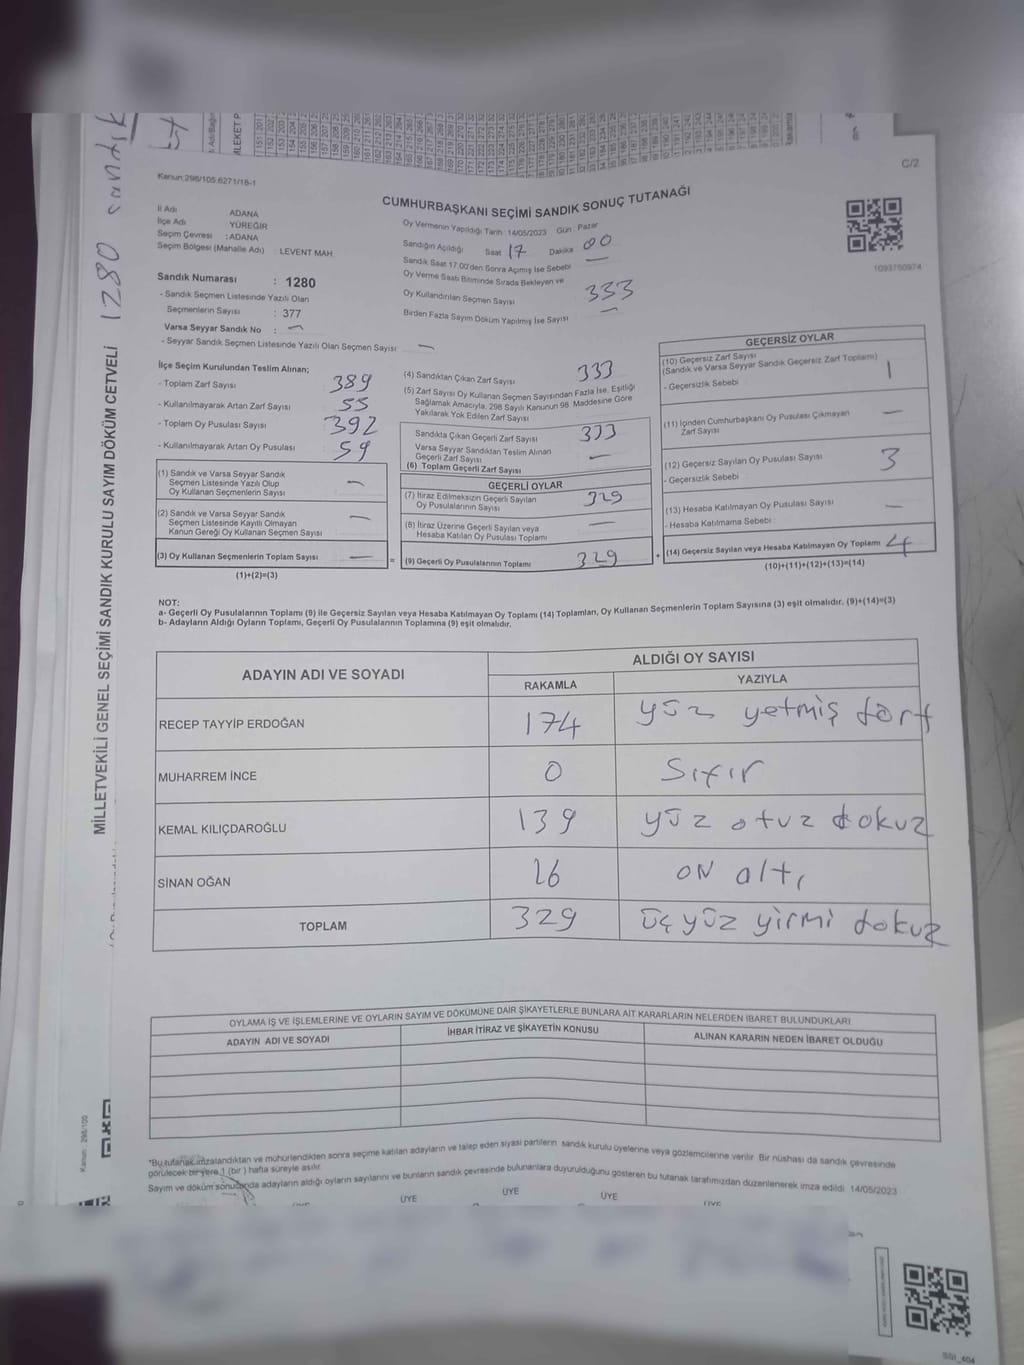 C/2
Kanun:298/105.6271/18-1
CUMHURBAŞKANI SEÇİMİ SANDIK SONUÇ TUTANAĞI
İl Adı ADANA
İlçe Adı : YÜREĞİR
Seçim Çevresi : ADANA
Seçim Bölgesi (Mahalle Adı) : LEVENT MAH.
Oy Vermenin Yapıldığı Tarih: 14/05/2023 Gün: Pazar
Sandığın Açıldığı Saat 17 Dakika 00
Sandık Saat 17:00'den Sonra Açılmış İse Sebebi —
Oy Verme Saati Bitiminde Sırada Bekleyen ve
Oy Kullandırılan Seçmen Sayısı 333
Birden Fazla Sayım Döküm Yapılmış İse Sayısı —
1093750974
Sandık Numarası : 1280
- Sandık Seçmen Listesinde Yazılı Olan
Seçmenlerin Sayısı : 377
Varsa Seyyar Sandık No : —
- Seyyar Sandık Seçmen Listesinde Yazılı Olan Seçmen Sayısı —
İlçe Seçim Kurulundan Teslim Alınan;
- Toplam Zarf Sayısı 389
- Kullanılmayarak Artan Zarf Sayısı 55
- Toplam Oy Pusulası Sayısı 392
- Kullanılmayarak Artan Oy Pusulası 59
(1) Sandık ve Varsa Seyyar Sandık
Seçmen Listesinde Yazılı Olup
Oy Kullanan Seçmenlerin Sayısı —
(2) Sandık ve Varsa Seyyar Sandık
Seçmen Listesinde Kayıtlı Olmayan
Kanun Gereği Oy Kullanan Seçmen Sayısı —
(3) Oy Kullanan Seçmenlerin Toplam Sayısı —
(1)+(2)=(3)
(4) Sandıktan Çıkan Zarf Sayısı 333
(5) Zarf Sayısı Oy Kullanan Seçmen Sayısından Fazla İse, Eşitliği
Sağlamak Amacıyla, 298 Sayılı Kanunun 98. Maddesine Göre
Yakılarak Yok Edilen Zarf Sayısı
Sandıkta Çıkan Geçerli Zarf Sayısı 333
Varsa Seyyar Sandıktan Teslim Alınan
Geçerli Zarf Sayısı —
(6) Toplam Geçerli Zarf Sayısı
GEÇERLİ OYLAR
(7) İtiraz Edilmeksizin Geçerli Sayılan
Oy Pusulasının Sayısı 329
(8) İtiraz Üzerine Geçerli Sayılan veya
Hesaba Katılan Oy Pusulası Toplamı —
= (9) Geçerli Oy Pusulalarının Toplamı 329
GEÇERSİZ OYLAR
(10) Geçersiz Zarf Sayısı
(Sandık ve Varsa Seyyar Sandık Geçersiz Zarf Toplamı) 1
- Geçersizlik Sebebi
(11) İçinden Cumhurbaşkanı Oy Pusulası Çıkmayan
Zarf Sayısı —
(12) Geçersiz Sayılan Oy Pusulası Sayısı 3
- Geçersizlik Sebebi
(13) Hesaba Katılmayan Oy Pusulası Sayısı —
- Hesaba Katılmama Sebebi
+ (14) Geçersiz Sayılan veya Hesaba Katılmayan Oy Toplamı 4
(10)+(11)+(12)+(13)=(14)
NOT:
a- Geçerli Oy Pusulalarının Toplamı (9) ile Geçersiz Sayılan veya Hesaba Katılmayan Oy Toplamı (14) Toplamları, Oy Kullanan Seçmenlerin Toplam Sayısına (3) eşit olmalıdır. (9)+(14)=(3)
b- Adayların Aldığı Oyların Toplamı, Geçerli Oy Pusulalarının Toplamına (9) eşit olmalıdır.
ADAYIN ADI VE SOYADI ALDIĞI OY SAYISI
RAKAMLA YAZIYLA
RECEP TAYYİP ERDOĞAN 174 yüz yetmiş dört
MUHARREM İNCE 0 Sıfır
KEMAL KILIÇDAROĞLU 139 yüz otuz dokuz
SİNAN OĞAN 16 ON altı
TOPLAM 329 üç yüz yirmi dokuz
OYLAMA İŞ VE İŞLEMLERİNE VE OYLARIN SAYIM VE DÖKÜMÜNE DAİR ŞİKAYETLERLE BUNLARA AİT KARARLARIN NELERDEN İBARET BULUNDUKLARI
ADAYIN ADI VE SOYADI İHBAR İTİRAZ VE ŞİKAYETİN KONUSU ALINAN KARARIN NEDEN İBARET OLDUĞU
*Bu tutanak imzalandıktan ve mühürlendikten sonra seçime katılan adayların ve talep eden siyasi partilerin sandık kurulu üyelerine veya gözlemcilerine verilir. Bir nüshası da sandık çevresinde
görülecek bir yere 1 (bir) hafta süreyle asılır.
Sayım ve döküm sonucunda adayların aldığı oyların sayılarını ve bunların sandık çevresinde bulunanlara duyurulduğunu gösteren bu tutanak tarafımızdan düzenlenerek imza edildi. 14/05/2023
ÜYE ÜYE ÜYE
MİLLETVEKİLİ GENEL SEÇİMİ SANDIK KURULU SAYIM DÖKÜM CETVELİ
1280 sandık
Kanun : 298/100